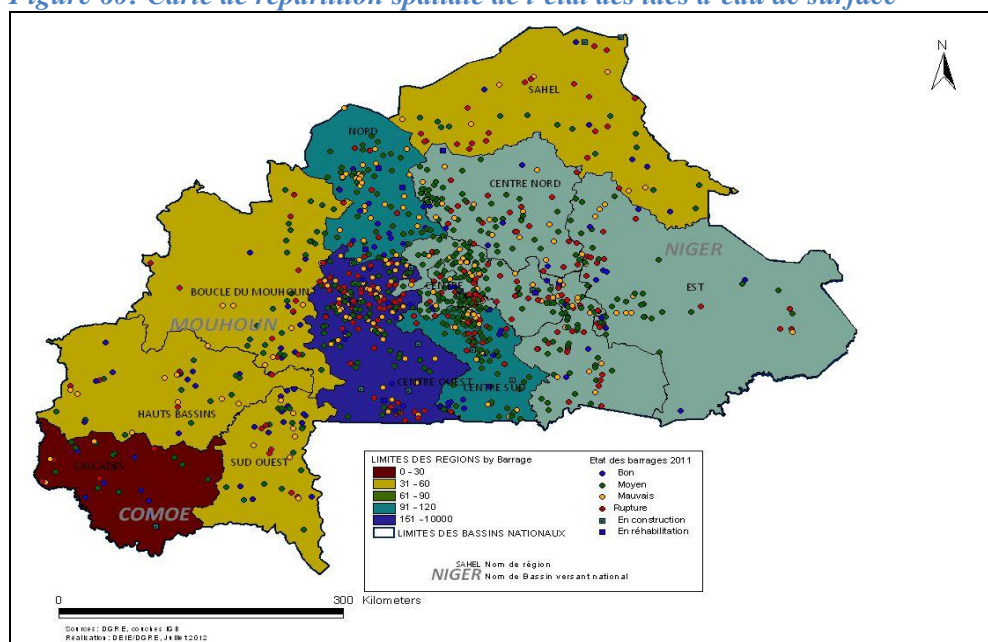 Figure 60: Carte de répartition spatiale de l'état des lacs d'eau de surface
N
SAHEL
NORD
CENTRE NORD
NIGER
EST
BOUCLE DU MOUHOUN
CENTRE
MOUHOUN
CENTRE OUEST
CENTRE SUD
HAUTS BASSINS
CASCADES
SUD OUEST
COMOE
LIMITES DES REGIONS by Barrage
0 - 30
31 - 60
61 - 90
91 - 120
151 - 10000
LIMITES DES BASSINS NATIONAUX
Etat des barrages 2011
Bon
Moyen
Mauvais
Rupture
En construction
En réhabilitation
SAHEL Nom de région
NIGER Nom de Bassin versant national
0 300 Kilometers
Sources: DGRE, couches IGB
Réalisation: DEIE/DGRE, Juillet 2012